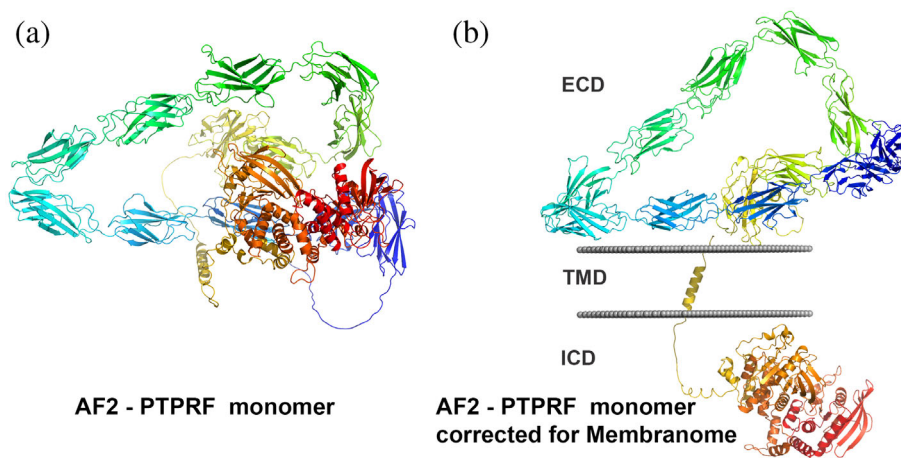 (a)
AF2 - PTPRF monomer
(b)
ECD
TMD
ICD
AF2 - PTPRF monomer
corrected for Membranome